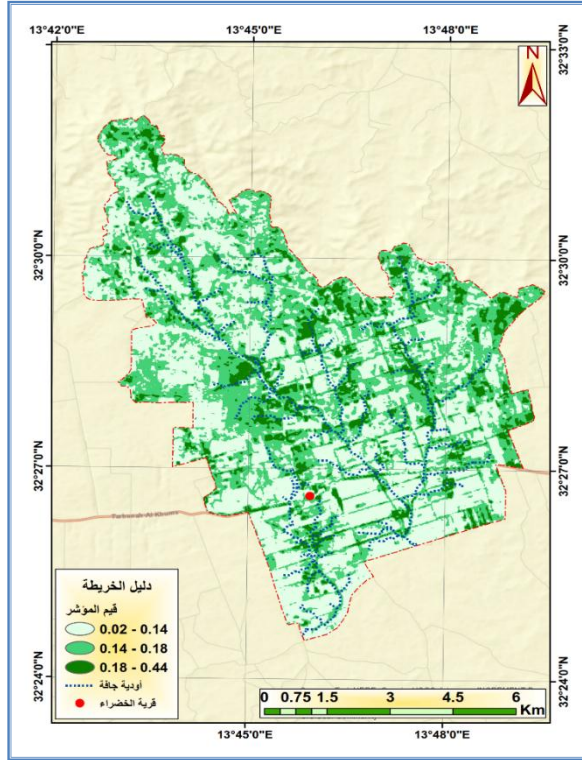 13°42'0"E 13°45'0"E 13°48'0"E
32°33'0"N
N
32°30'0"N 32°30'0"N
32°27'0"N 32°27'0"N
Tarhunah-Al Khums
دليل الخريطة
قيم المؤشر
0.02 - 0.14
0.14 - 0.18
0.18 - 0.44
أودية جافة
قرية الخضراء
32°24'0"N 32°24'0"N
0 0.75 1.5 3 4.5 6
Km
13°45'0"E 13°48'0"E